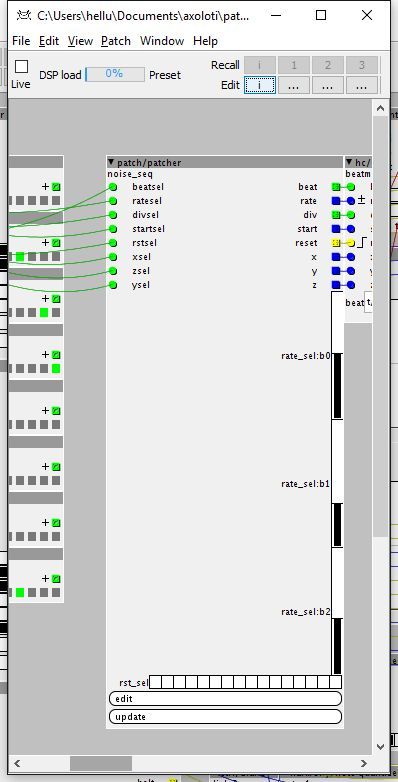 C:\Users\hellu\Documents\axoloti\pat...
File Edit View Patch Window Help
Live
DSP load 0% Preset
Recall i 1 2 3
Edit i ... ... ...
patch/patcher
hc/
noise_seq
beatm
beatsel beat
ratesel rate
divsel div
startsel start
rstsel reset
xsel x
zsel y
ysel z
beat
rate_sel:b0
rate_sel:b1
rate_sel:b2
rst_sel
edit
update